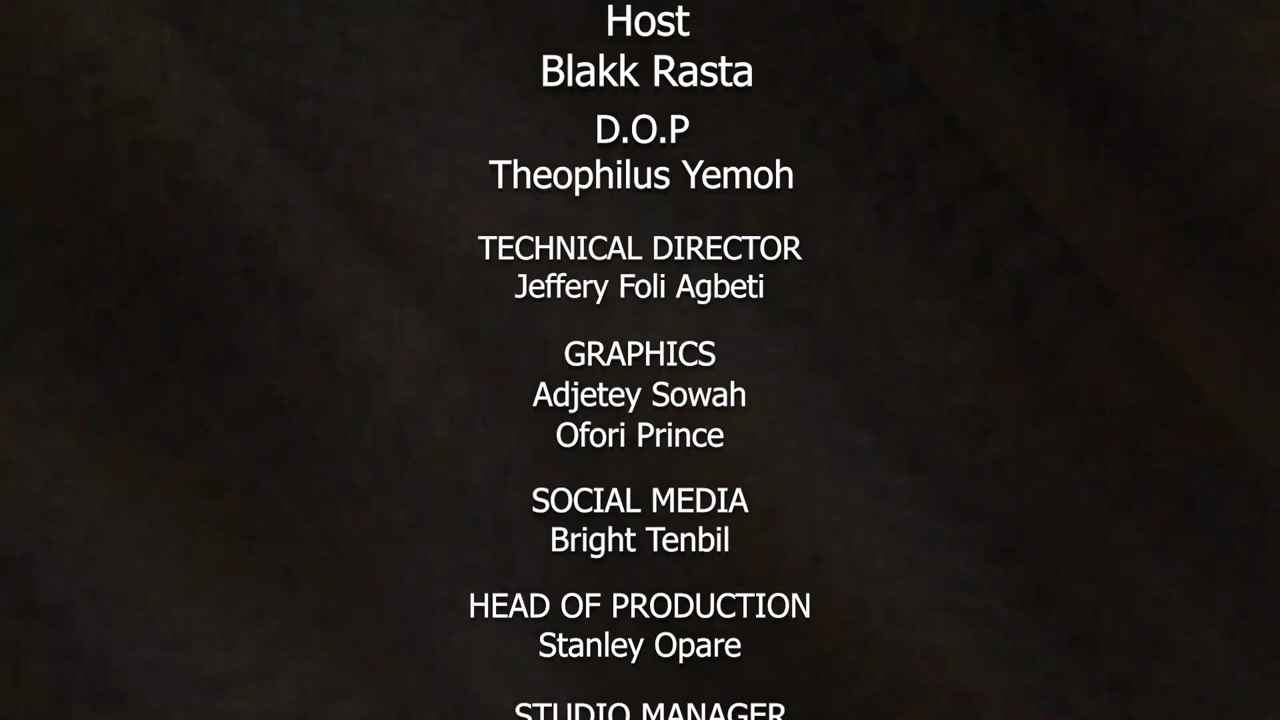 Host
Blakk Rasta
D.O.P
Theophilus Yemoh
TECHNICAL DIRECTOR
Jeffery Foli Agbeti
GRAPHICS
Adjetey Sowah
Ofori Prince
SOCIAL MEDIA
Bright Tenbil
HEAD OF PRODUCTION
Stanley Opare
STUDIO MANAGER